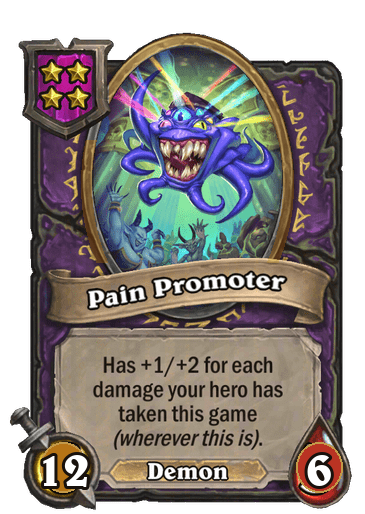 Pain Promoter
Has +1/+2 for each
damage your hero has
taken this game
(wherever this is).
12
Demon
6